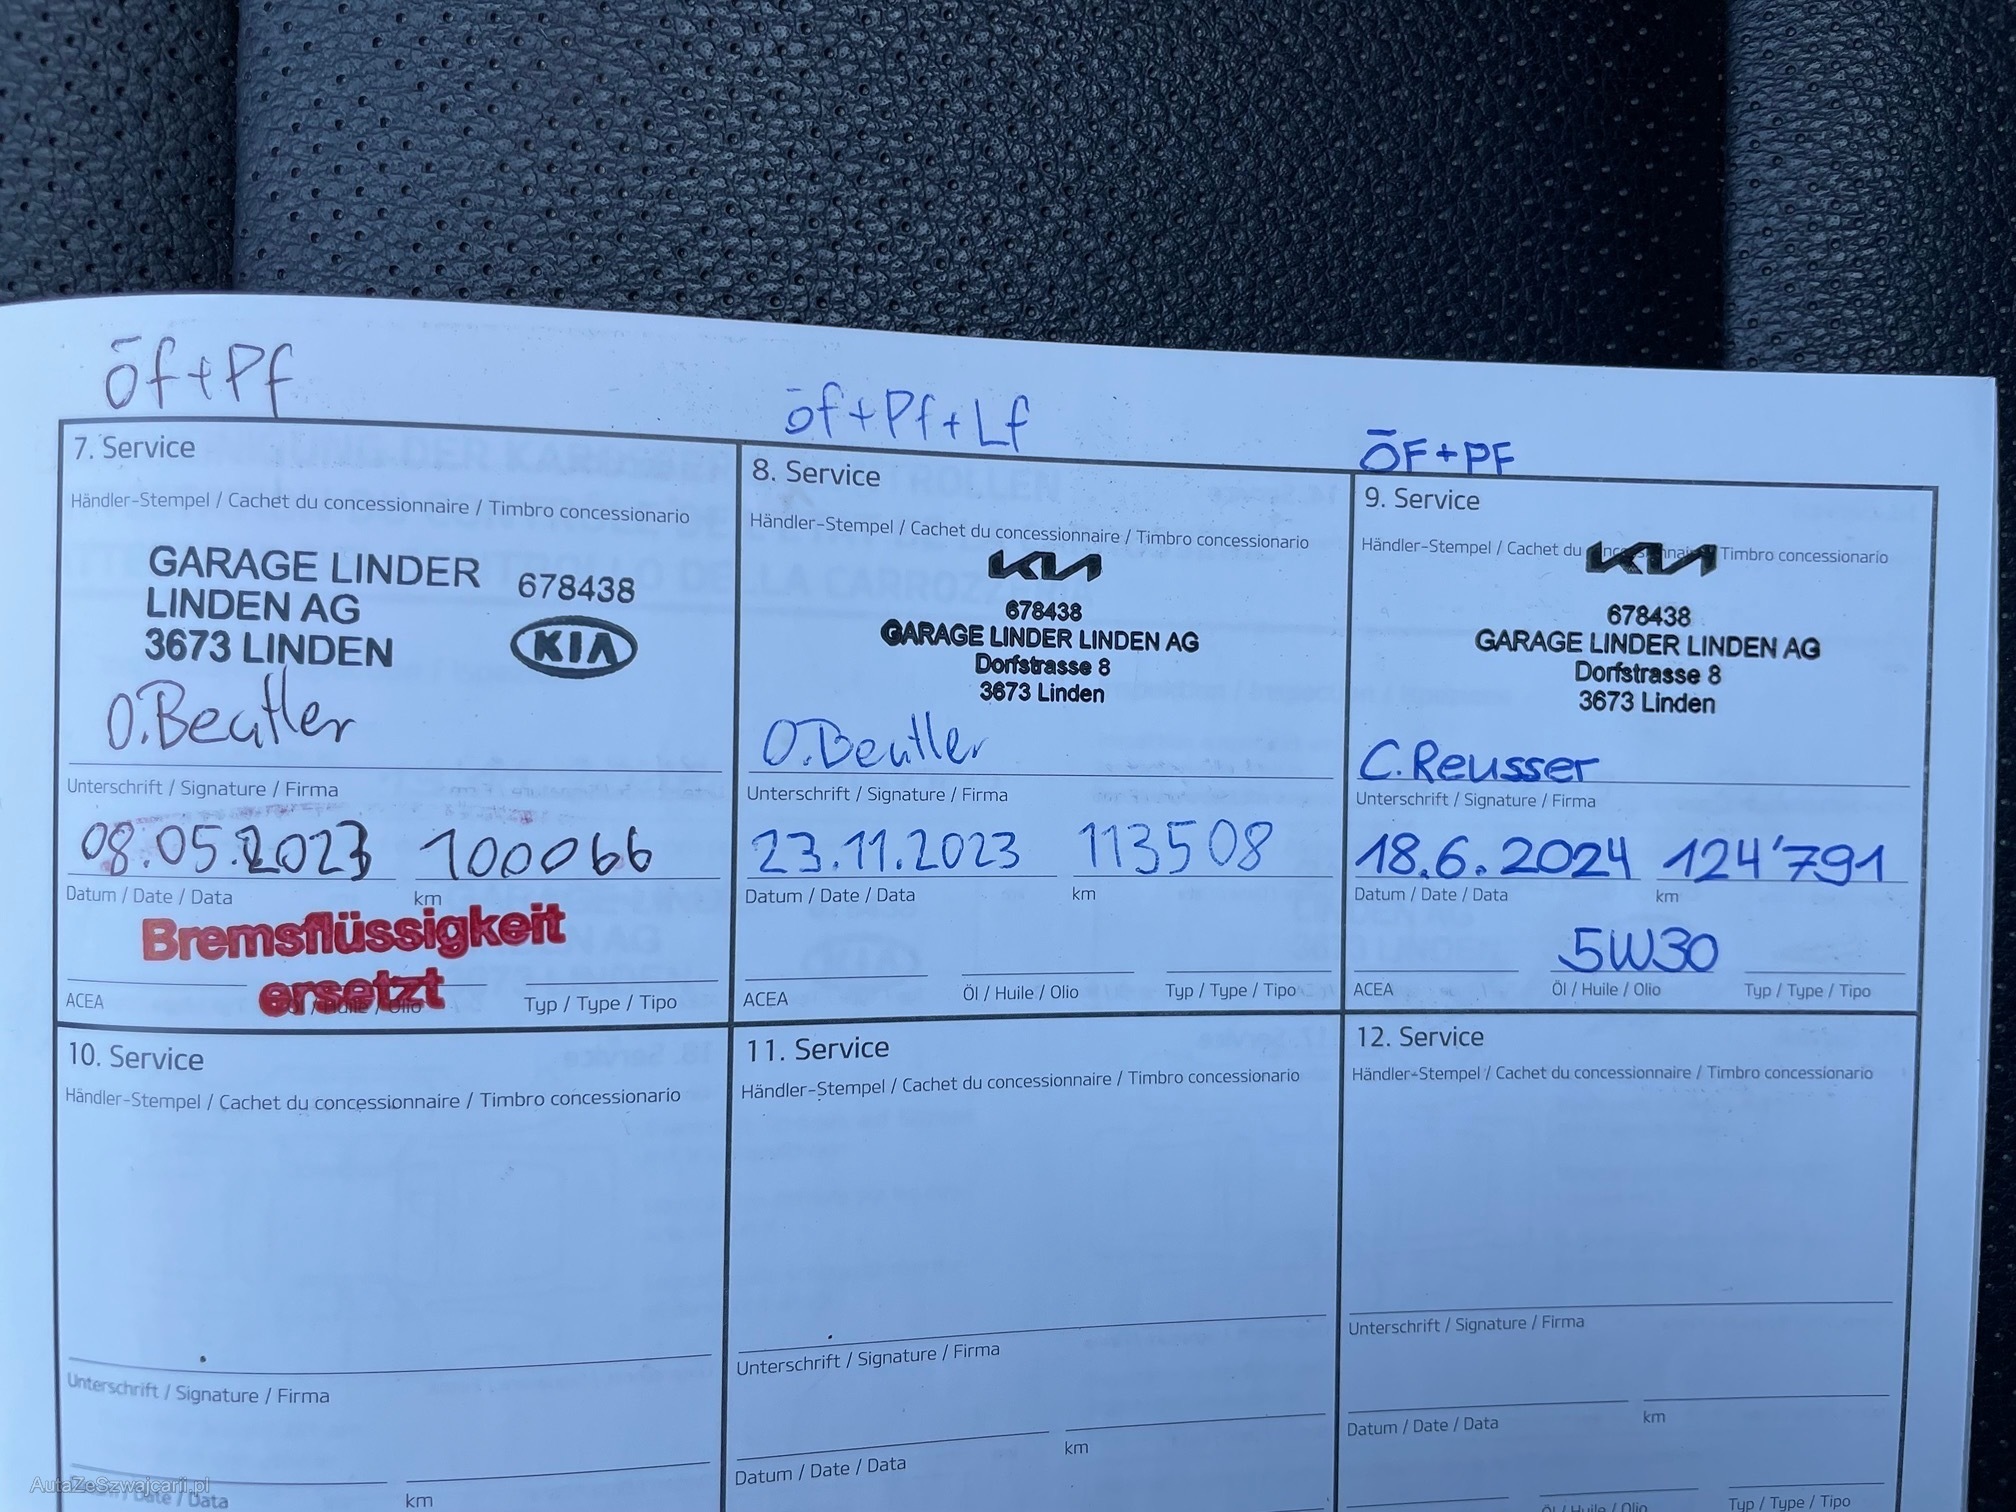 öf+Pf
öf+Pf+Lf
ÖF+PF
7. Service
Händler-Stempel / Cachet du concessionnaire / Timbro concessionario
GARAGE LINDER
LINDEN AG
3673 LINDEN
678438
KIA
O.Beutler
Unterschrift / Signature / Firma
08.05.2023 100066
Datum / Date / Data km
Bremsflüssigkeit
ersetzt
ACEA Typ / Type / Tipo
8. Service
Händler-Stempel / Cachet du concessionnaire / Timbro concessionario
KIA
678438
GARAGE LINDER LINDEN AG
Dorfstrasse 8
3673 Linden
O.Beutler
Unterschrift / Signature / Firma
23.11.2023 113508
Datum / Date / Data km
ACEA Öl / Huile / Olio Typ / Type / Tipo
9. Service
Händler-Stempel / Cachet du concessionnaire / Timbro concessionario
KIA
678438
GARAGE LINDER LINDEN AG
Dorfstrasse 8
3673 Linden
C.Reusser
Unterschrift / Signature / Firma
18.6.2024 124'791
Datum / Date / Data km
5W30
ACEA Öl / Huile / Olio Typ / Type / Tipo
10. Service
Händler-Stempel / Cachet du concessionnaire / Timbro concessionario
Unterschrift / Signature / Firma
Date / Data km
11. Service
Händler-Stempel / Cachet du concessionnaire / Timbro concessionario
Unterschrift / Signature / Firma
Datum / Date / Data km
12. Service
Händler-Stempel / Cachet du concessionnaire / Timbro concessionario
Unterschrift / Signature / Firma
Datum / Date / Data km
Öl / Huile / Olio Typ / Type / Tipo
AutaZeSzwajcarii.pl